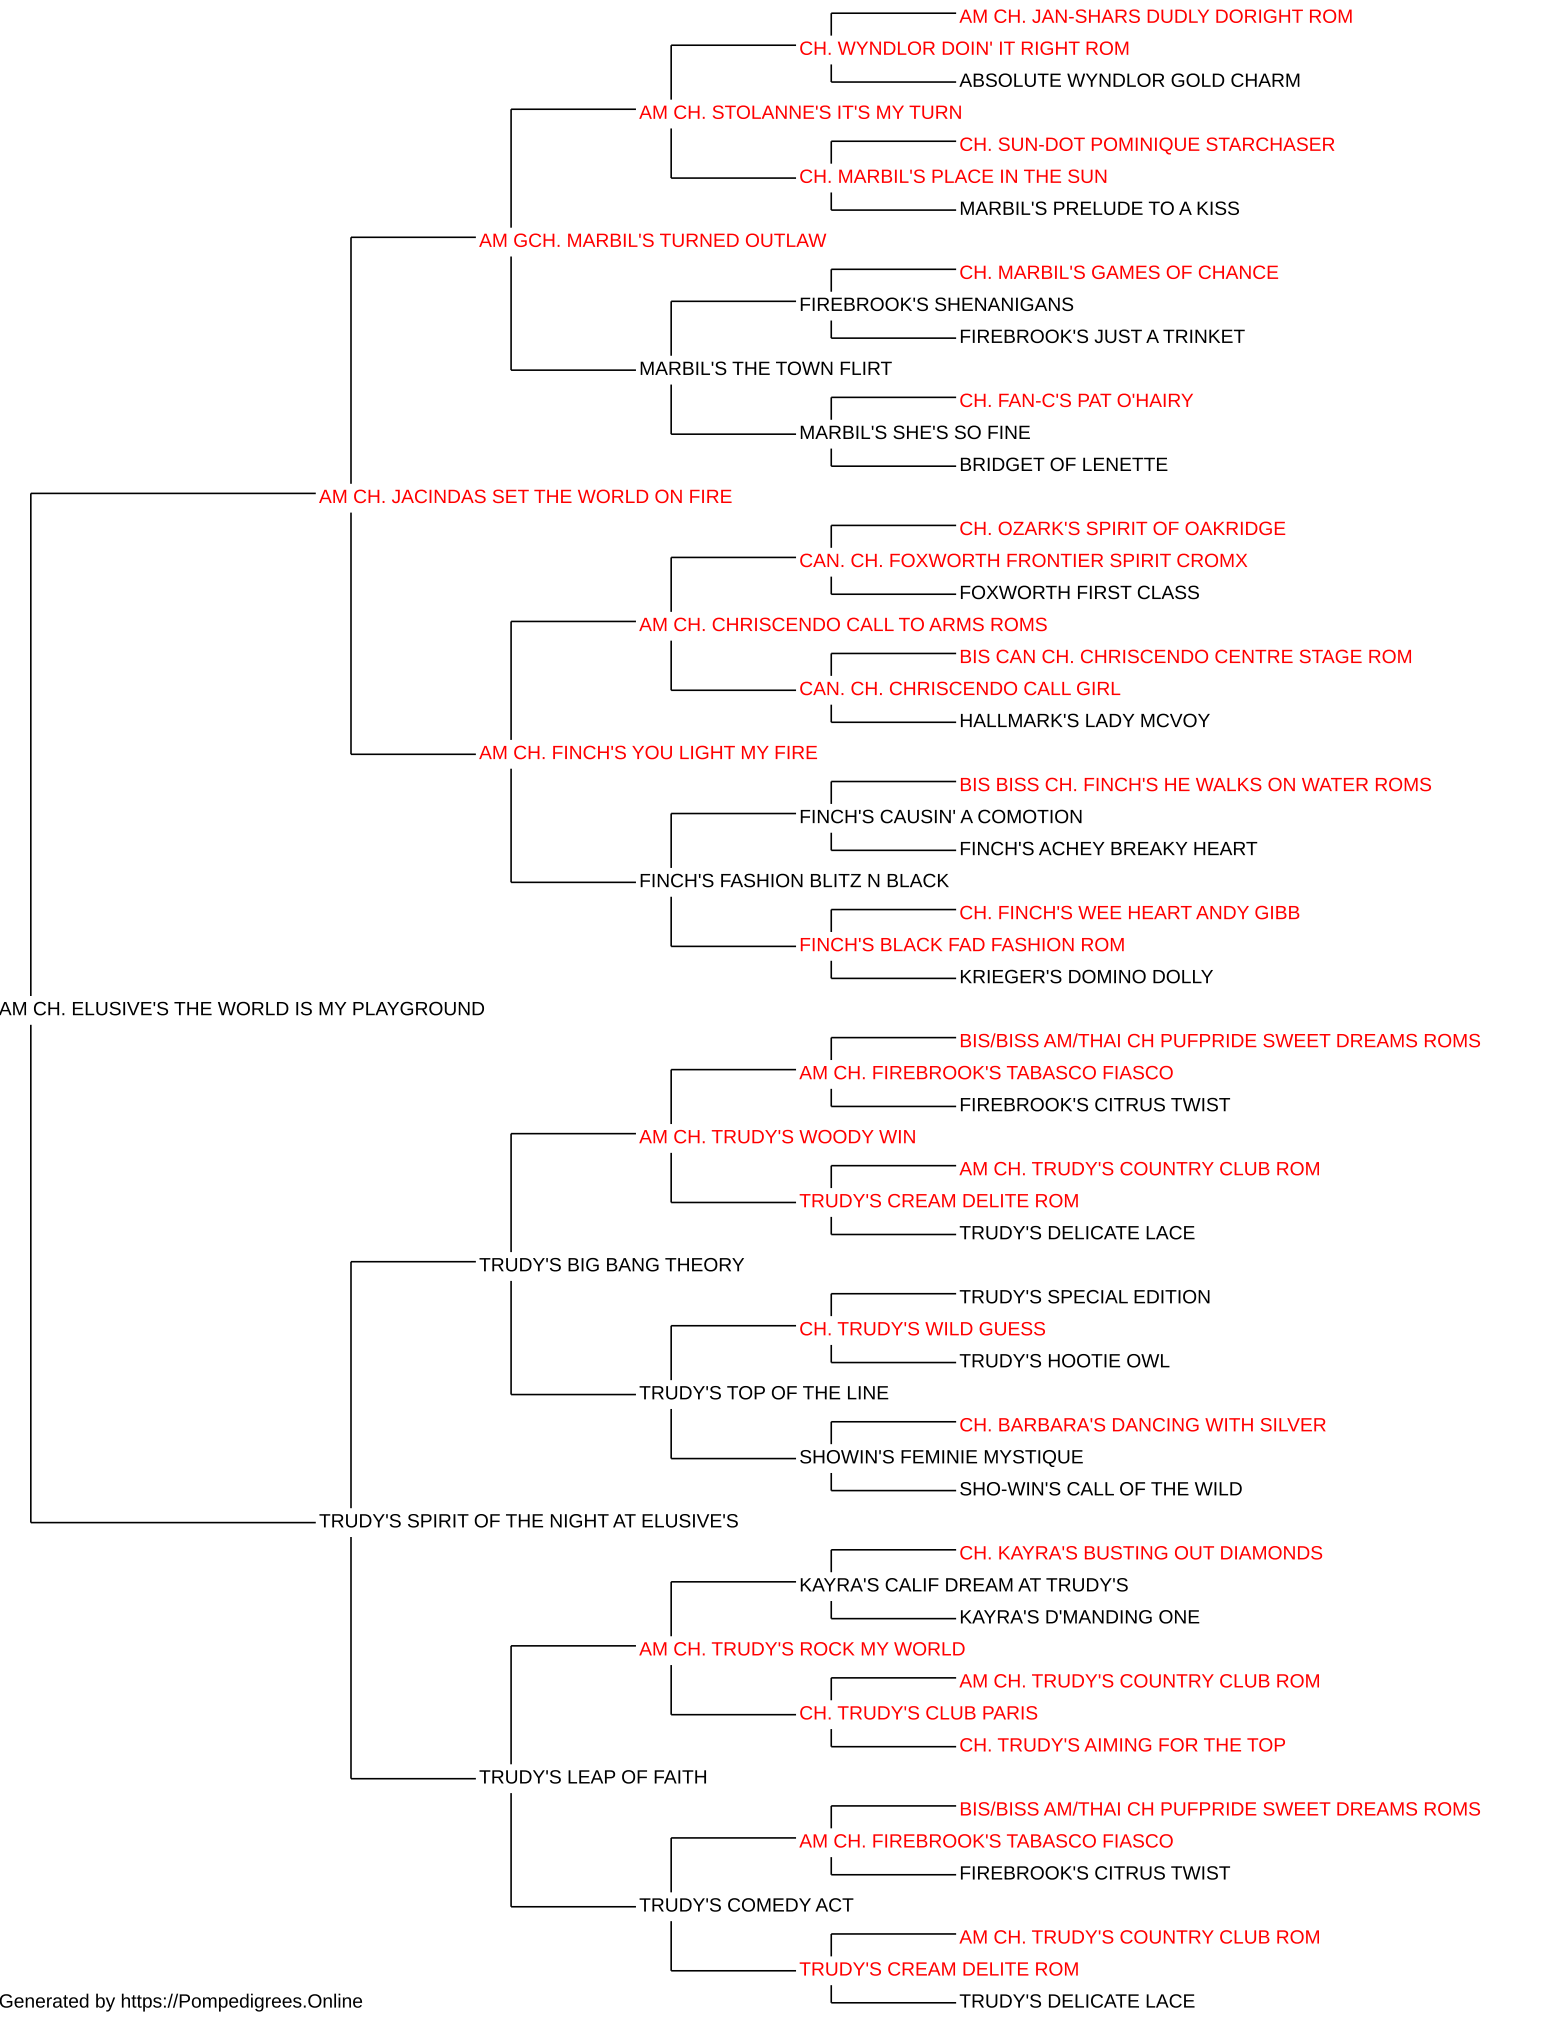 AM CH. JAN-SHARS DUDLY DORIGHT ROM
CH. WYNDLOR DOIN' IT RIGHT ROM
ABSOLUTE WYNDLOR GOLD CHARM
AM CH. STOLANNE'S IT'S MY TURN
CH. SUN-DOT POMINIQUE STARCHASER
CH. MARBIL'S PLACE IN THE SUN
MARBIL'S PRELUDE TO A KISS
AM GCH. MARBIL'S TURNED OUTLAW
CH. MARBIL'S GAMES OF CHANCE
FIREBROOK'S SHENANIGANS
FIREBROOK'S JUST A TRINKET
MARBIL'S THE TOWN FLIRT
CH. FAN-C'S PAT O'HAIRY
MARBIL'S SHE'S SO FINE
BRIDGET OF LENETTE
AM CH. JACINDAS SET THE WORLD ON FIRE
CH. OZARK'S SPIRIT OF OAKRIDGE
CAN. CH. FOXWORTH FRONTIER SPIRIT CROMX
FOXWORTH FIRST CLASS
AM CH. CHRISCENDO CALL TO ARMS ROMS
BIS CAN CH. CHRISCENDO CENTRE STAGE ROM
CAN. CH. CHRISCENDO CALL GIRL
HALLMARK'S LADY MCVOY
AM CH. FINCH'S YOU LIGHT MY FIRE
BIS BISS CH. FINCH'S HE WALKS ON WATER ROMS
FINCH'S CAUSIN' A COMOTION
FINCH'S ACHEY BREAKY HEART
FINCH'S FASHION BLITZ N BLACK
CH. FINCH'S WEE HEART ANDY GIBB
FINCH'S BLACK FAD FASHION ROM
KRIEGER'S DOMINO DOLLY
AM CH. ELUSIVE'S THE WORLD IS MY PLAYGROUND
BIS/BISS AM/THAI CH PUFPRIDE SWEET DREAMS ROMS
AM CH. FIREBROOK'S TABASCO FIASCO
FIREBROOK'S CITRUS TWIST
AM CH. TRUDY'S WOODY WIN
AM CH. TRUDY'S COUNTRY CLUB ROM
TRUDY'S CREAM DELITE ROM
TRUDY'S DELICATE LACE
TRUDY'S BIG BANG THEORY
TRUDY'S SPECIAL EDITION
CH. TRUDY'S WILD GUESS
TRUDY'S HOOTIE OWL
TRUDY'S TOP OF THE LINE
CH. BARBARA'S DANCING WITH SILVER
SHOWIN'S FEMINIE MYSTIQUE
SHO-WIN'S CALL OF THE WILD
TRUDY'S SPIRIT OF THE NIGHT AT ELUSIVE'S
CH. KAYRA'S BUSTING OUT DIAMONDS
KAYRA'S CALIF DREAM AT TRUDY'S
KAYRA'S D'MANDING ONE
AM CH. TRUDY'S ROCK MY WORLD
AM CH. TRUDY'S COUNTRY CLUB ROM
CH. TRUDY'S CLUB PARIS
CH. TRUDY'S AIMING FOR THE TOP
TRUDY'S LEAP OF FAITH
BIS/BISS AM/THAI CH PUFPRIDE SWEET DREAMS ROMS
AM CH. FIREBROOK'S TABASCO FIASCO
FIREBROOK'S CITRUS TWIST
TRUDY'S COMEDY ACT
AM CH. TRUDY'S COUNTRY CLUB ROM
TRUDY'S CREAM DELITE ROM
TRUDY'S DELICATE LACE
Generated by https://Pompedigrees.Online